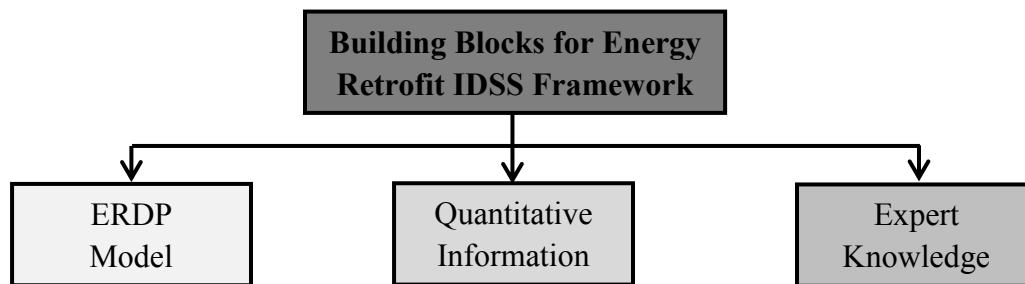 Building Blocks for Energy
Retrofit IDSS Framework
ERDP
Model
Quantitative
Information
Expert
Knowledge